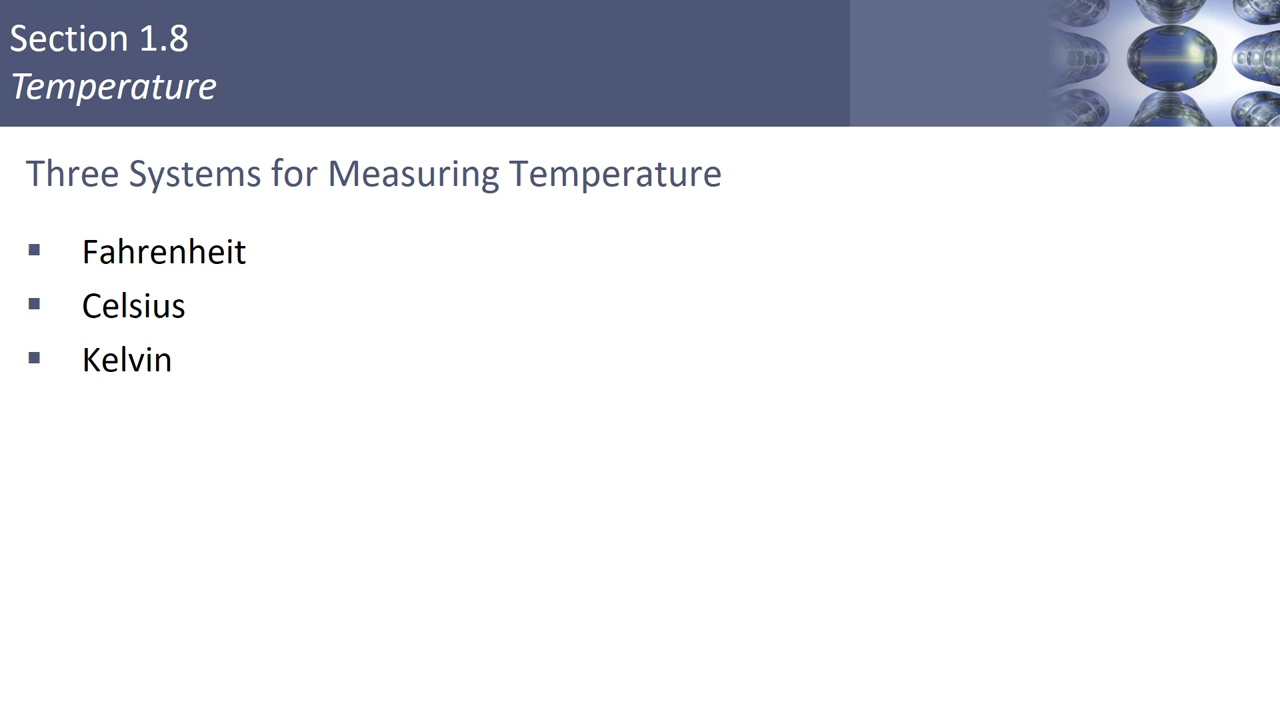 Section 1.8
Temperature
Three Systems for Measuring Temperature
▪ Fahrenheit
▪ Celsius
▪ Kelvin